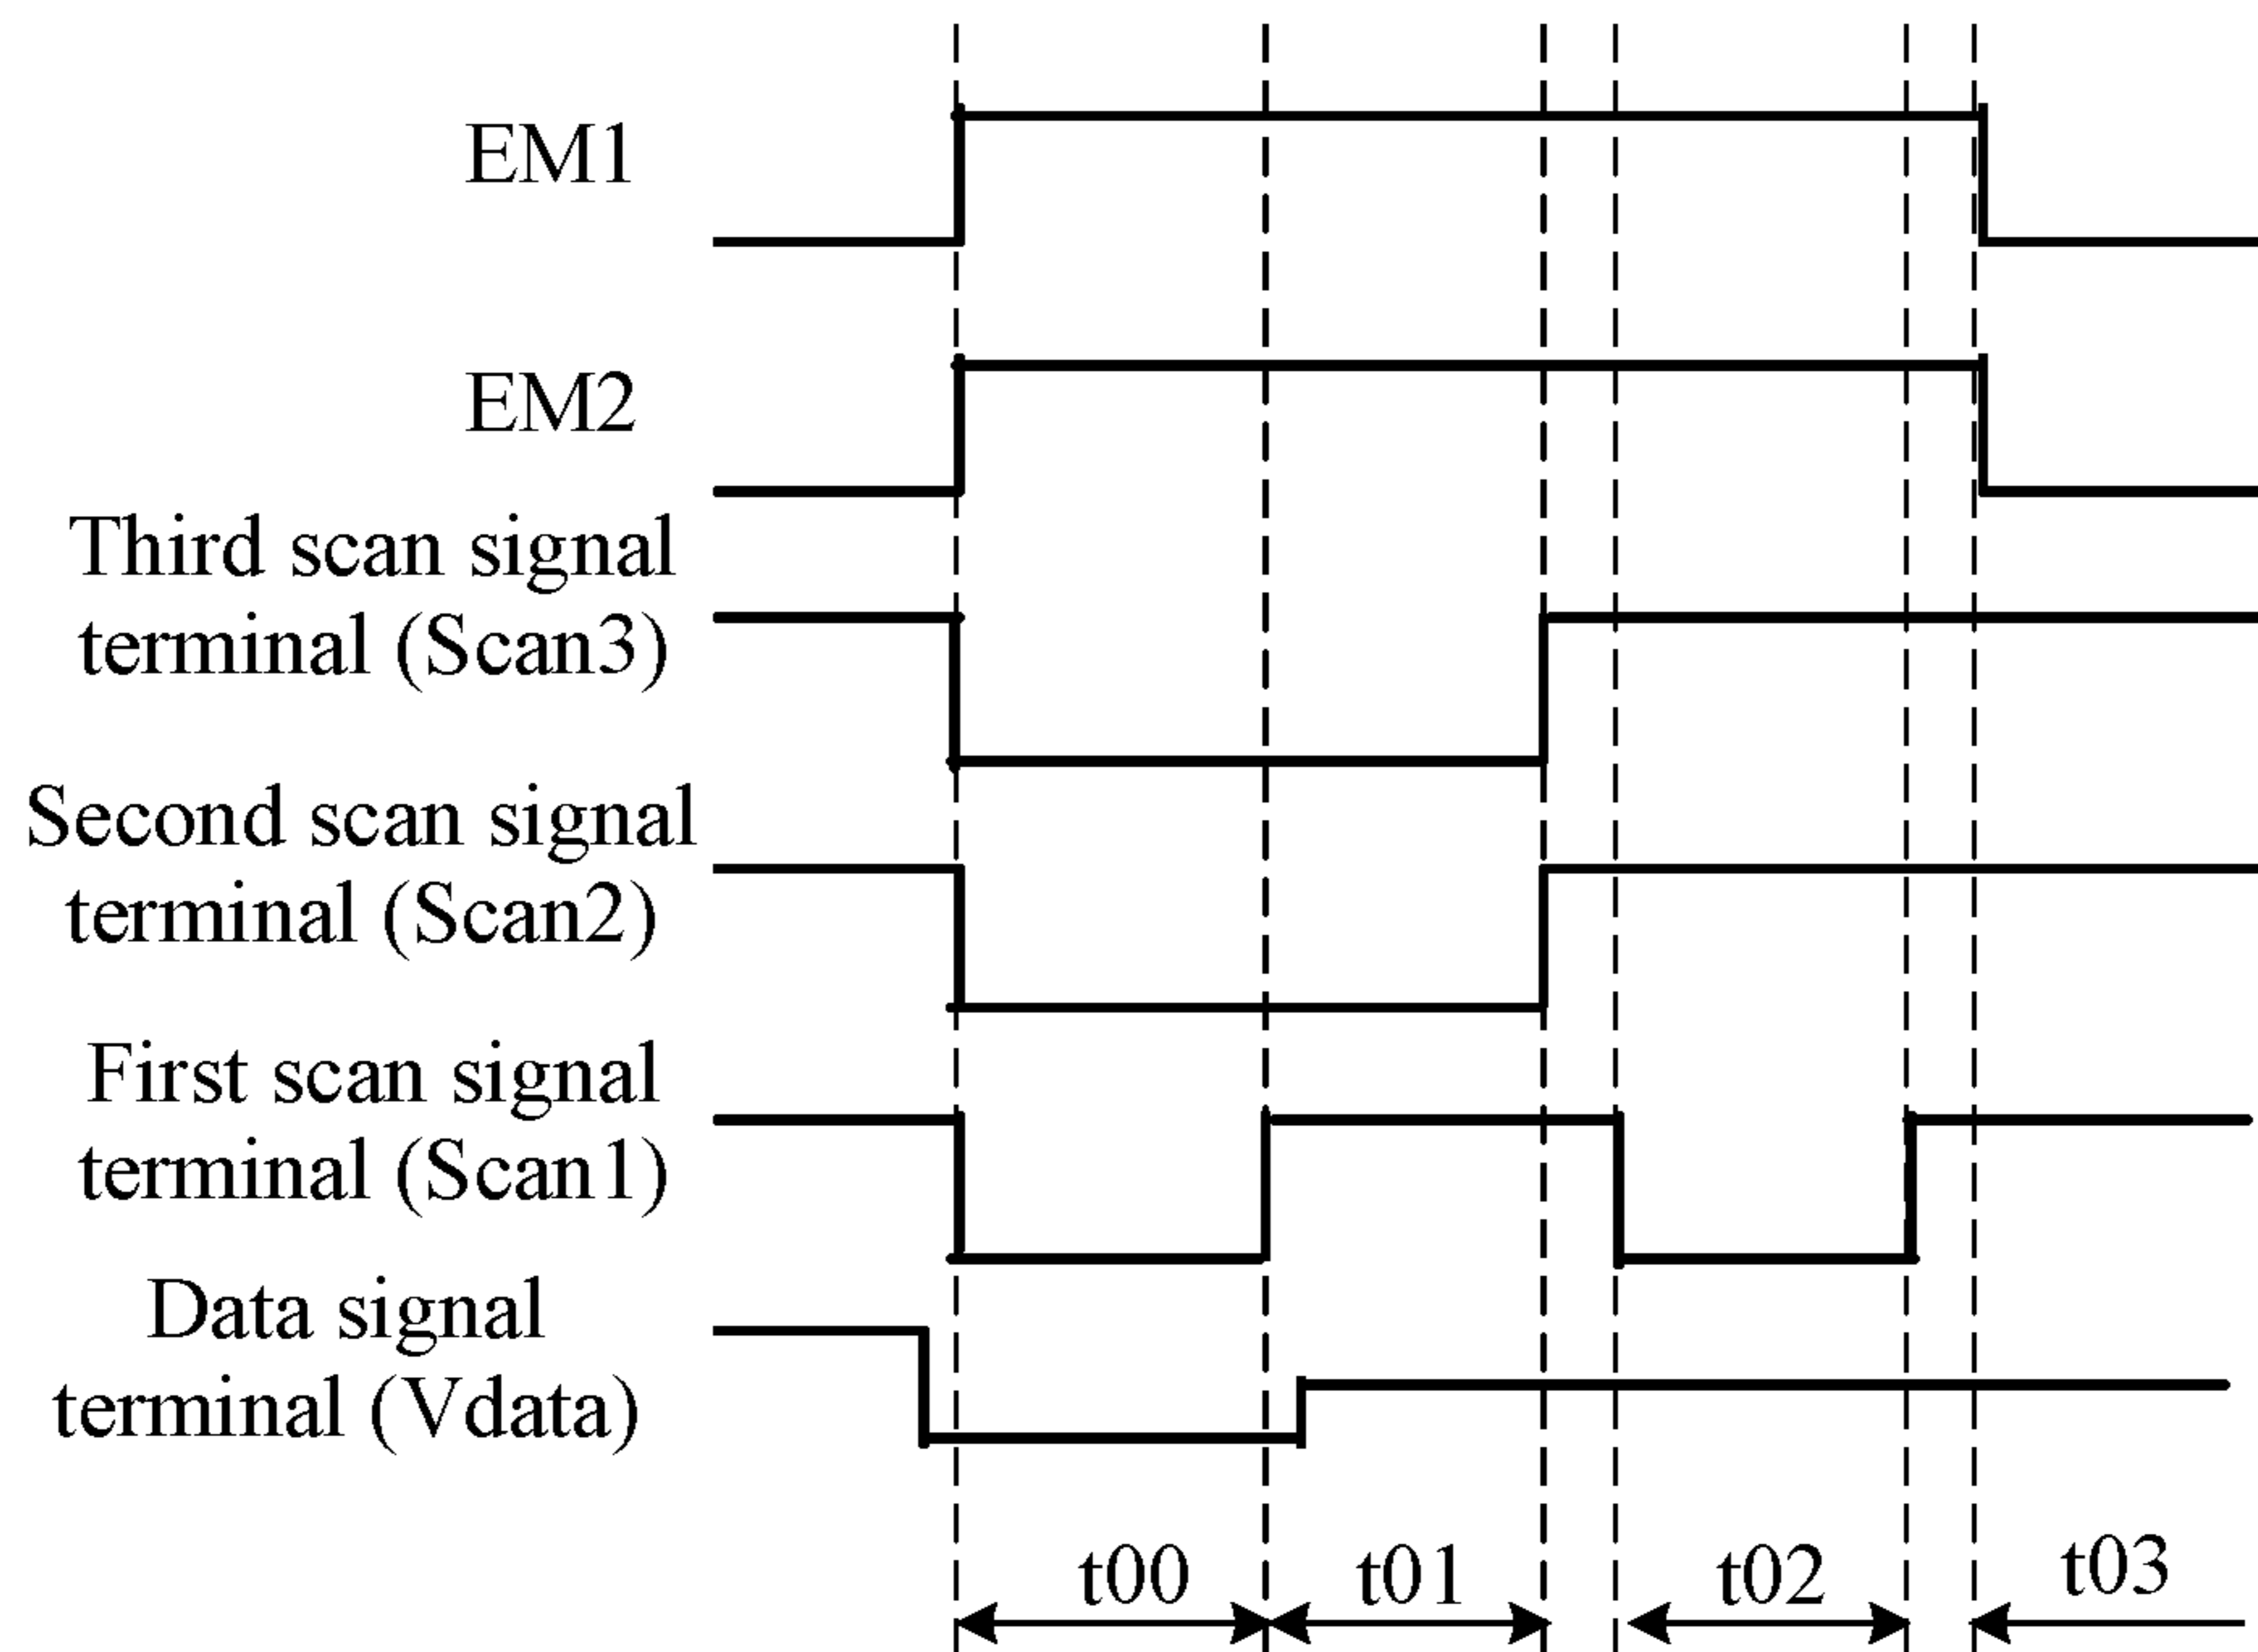 EM1
EM2
Third scan signal
terminal (Scan3)
Second scan signal
terminal (Scan2)
First scan signal
terminal (Scan1)
Data signal
terminal (Vdata)
t00 t01 t02 t03